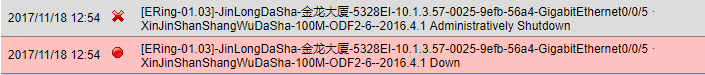 2017/11/18 12:54 [ERing-01.03]-JinLongDaSha-金龙大厦-5328EI-10.1.3.57-0025-9efb-56a4-GigabitEthernet0/0/5 ·
XinJinShanShangWuDaSha-100M-ODF2-6--2016.4.1 Administratively Shutdown
2017/11/18 12:54 [ERing-01.03]-JinLongDaSha-金龙大厦-5328EI-10.1.3.57-0025-9efb-56a4-GigabitEthernet0/0/5 ·
XinJinShanShangWuDaSha-100M-ODF2-6--2016.4.1 Down